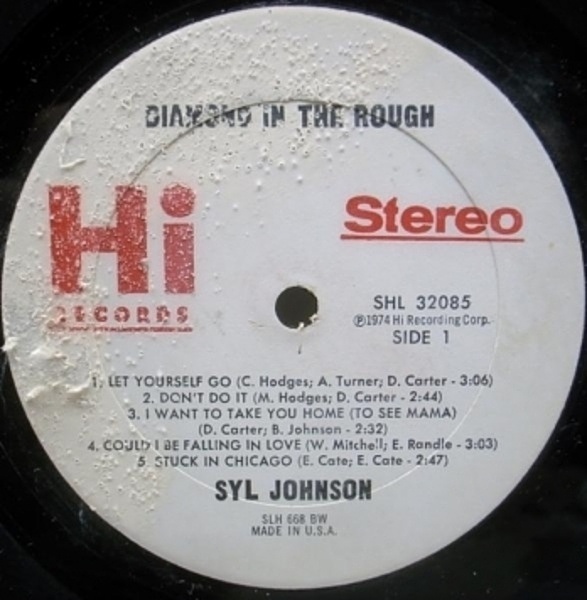 DIAMOND IN THE ROUGH
Hi
RECORDS
Stereo
SHL 32085
℗1974 Hi Recording Corp.
SIDE 1
1. LET YOURSELF GO (C. Hodges; A. Turner; D. Carter - 3:06)
2. DON'T DO IT (M. Hodges; D. Carter - 2:44)
3. I WANT TO TAKE YOU HOME (TO SEE MAMA)
(D. Carter; B. Johnson - 2:32)
4. COULD I BE FALLING IN LOVE (W. Mitchell; E. Randle - 3:03)
5. STUCK IN CHICAGO (E. Cate; E. Cate - 2:47)
SYL JOHNSON
SLH 668 BW
MADE IN U.S.A.